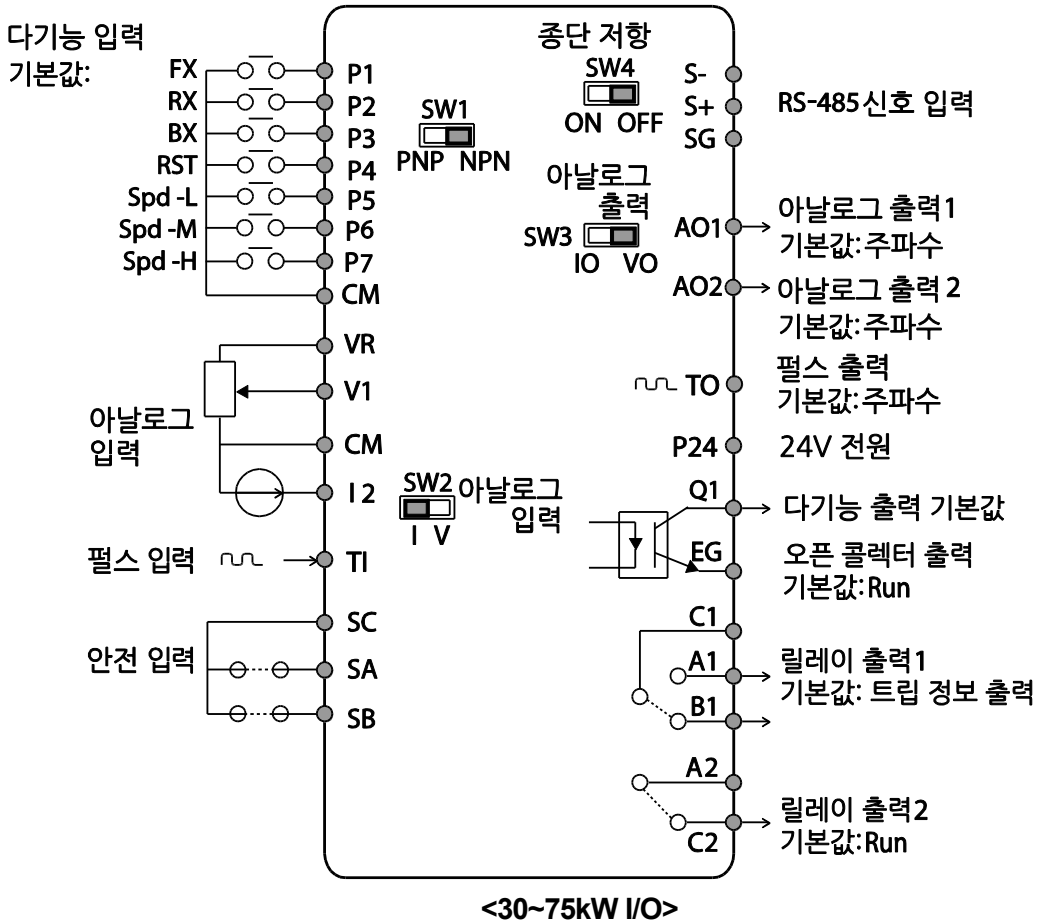 다기능 입력
기본값:
FX
RX
BX
RST
Spd -L
Spd -M
Spd -H
P1
P2
P3
P4
P5
P6
P7
CM
VR
V1
CM
I 2
TI
SC
SA
SB
아날로그
입력
펄스 입력
안전 입력
SW1
PNP NPN
종단 저항
SW4
ON OFF
아날로그
출력
SW3
IO VO
SW2
I V
아날로그
입력
S-
S+
SG
RS-485신호 입력
AO1
아날로그 출력1
기본값:주파수
AO2
아날로그 출력 2
기본값:주파수
TO
펄스 출력
기본값:주파수
P24
24V 전원
Q1
다기능 출력 기본값
EG
오픈 콜렉터 출력
기본값:Run
C1
A1
B1
릴레이 출력1
기본값: 트립 정보 출력
A2
C2
릴레이 출력2
기본값:Run
<30~75kW I/O>